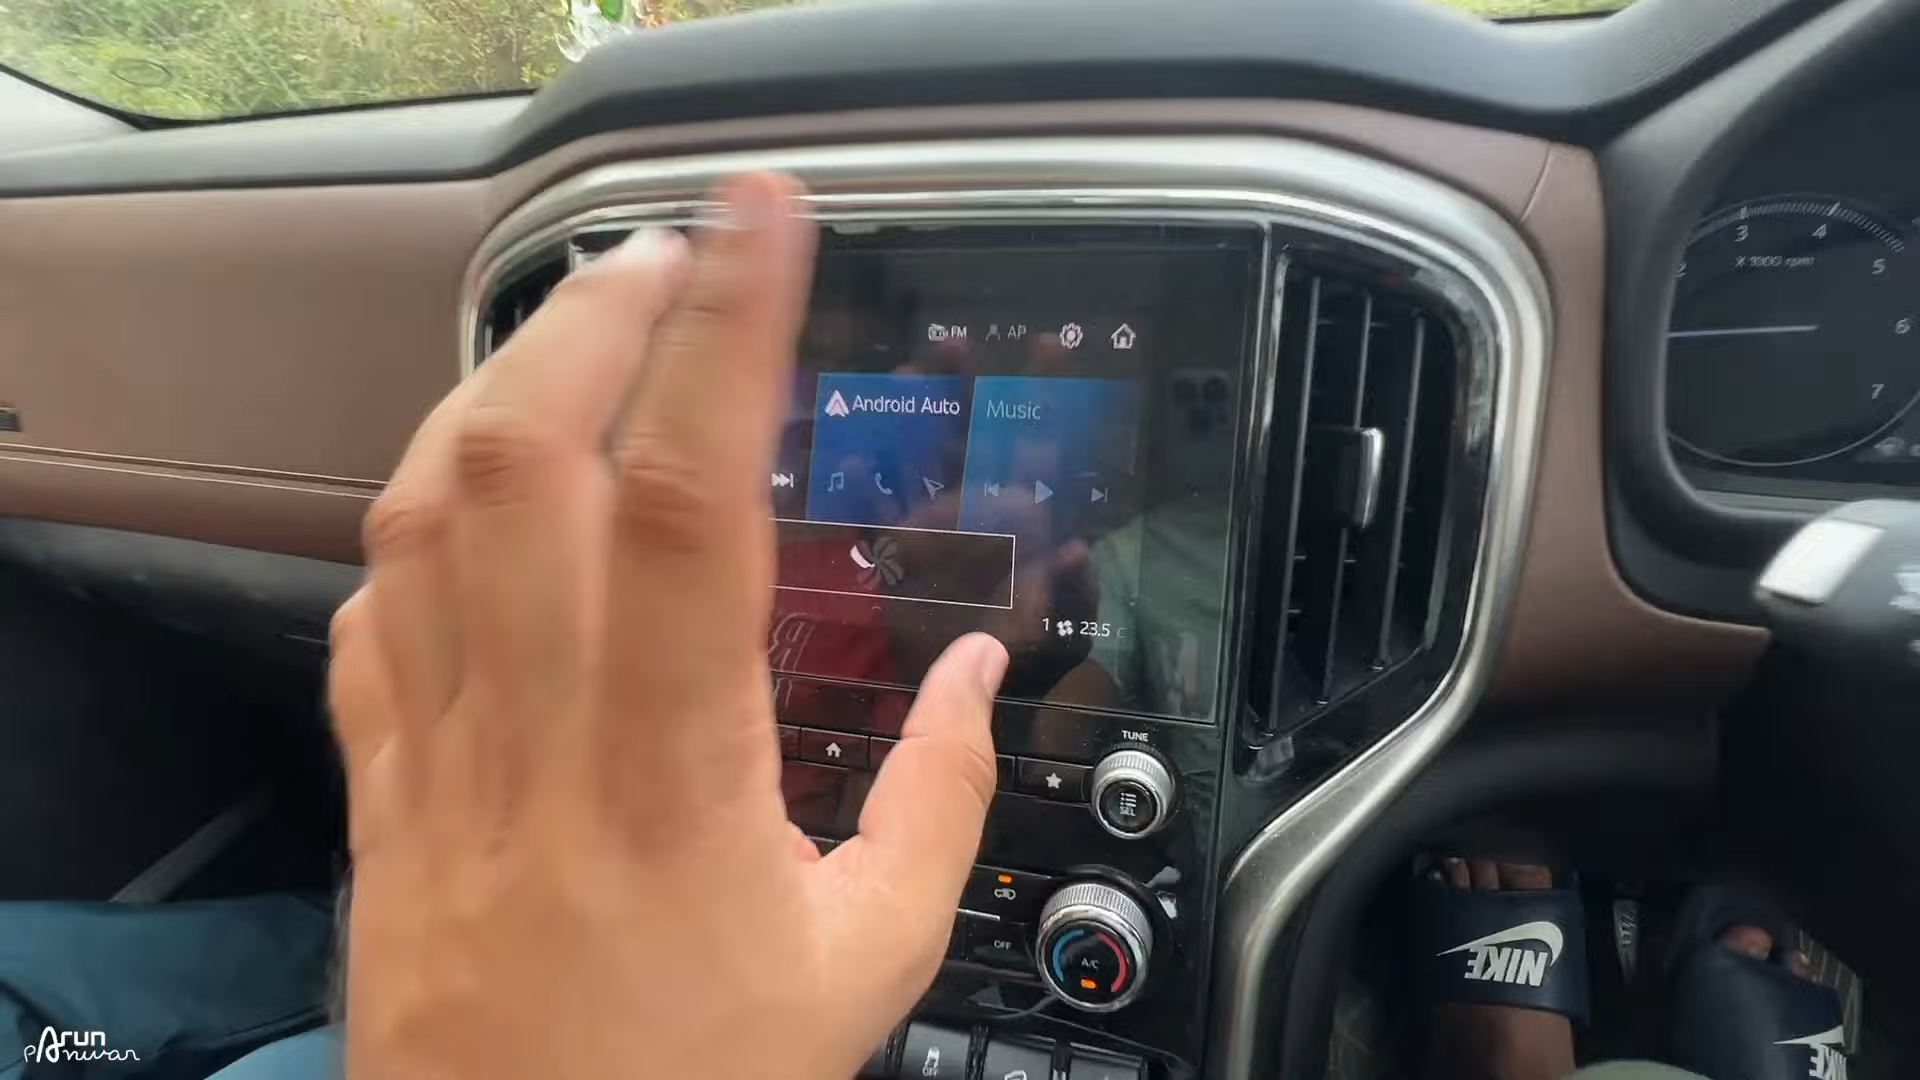 FM
AP
Android Auto
Music
1
23.5 C
TUNE
SEL
OFF
A/C
OFF
3
4
X 1000 rpm
2
5
6
7
NIKE
NIKE
Arun
Panwar